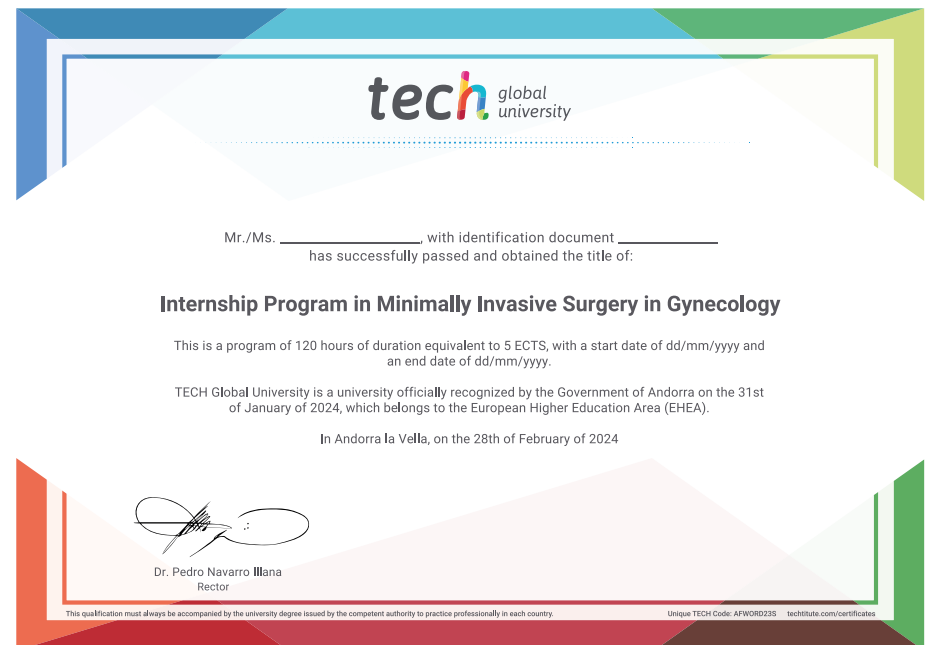 tech global
university
Mr./Ms. ____________________, with identification document ______________
has successfully passed and obtained the title of:
Internship Program in Minimally Invasive Surgery in Gynecology
This is a program of 120 hours of duration equivalent to 5 ECTS, with a start date of dd/mm/yyyy and
an end date of dd/mm/yyyy.
TECH Global University is a university officially recognized by the Government of Andorra on the 31st
of January of 2024, which belongs to the European Higher Education Area (EHEA).
In Andorra la Vella, on the 28th of February of 2024
Dr. Pedro Navarro Illana
Rector
This qualification must always be accompanied by the university degree issued by the competent authority to practice professionally in each country.
Unique TECH Code: AFWORD23S techtitute.com/certificates